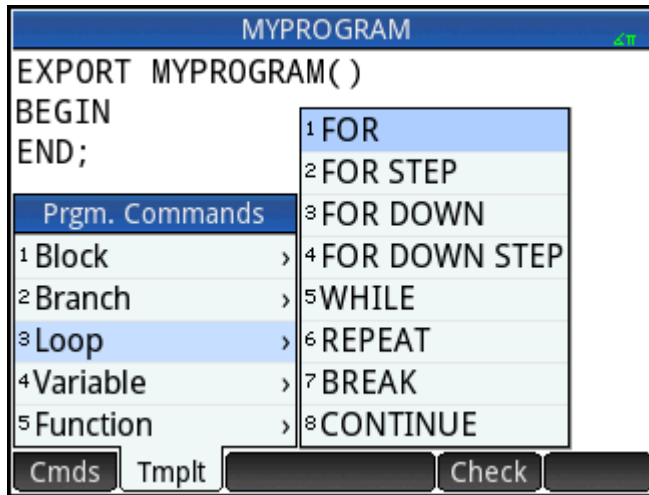 MYPROGRAM
∡π
EXPORT MYPROGRAM()
BEGIN
END;
Prgm. Commands
1 Block ›
2 Branch ›
3 Loop ›
4 Variable ›
5 Function ›
1 FOR
2 FOR STEP
3 FOR DOWN
4 FOR DOWN STEP
5 WHILE
6 REPEAT
7 BREAK
8 CONTINUE
Cmds Tmplt Check